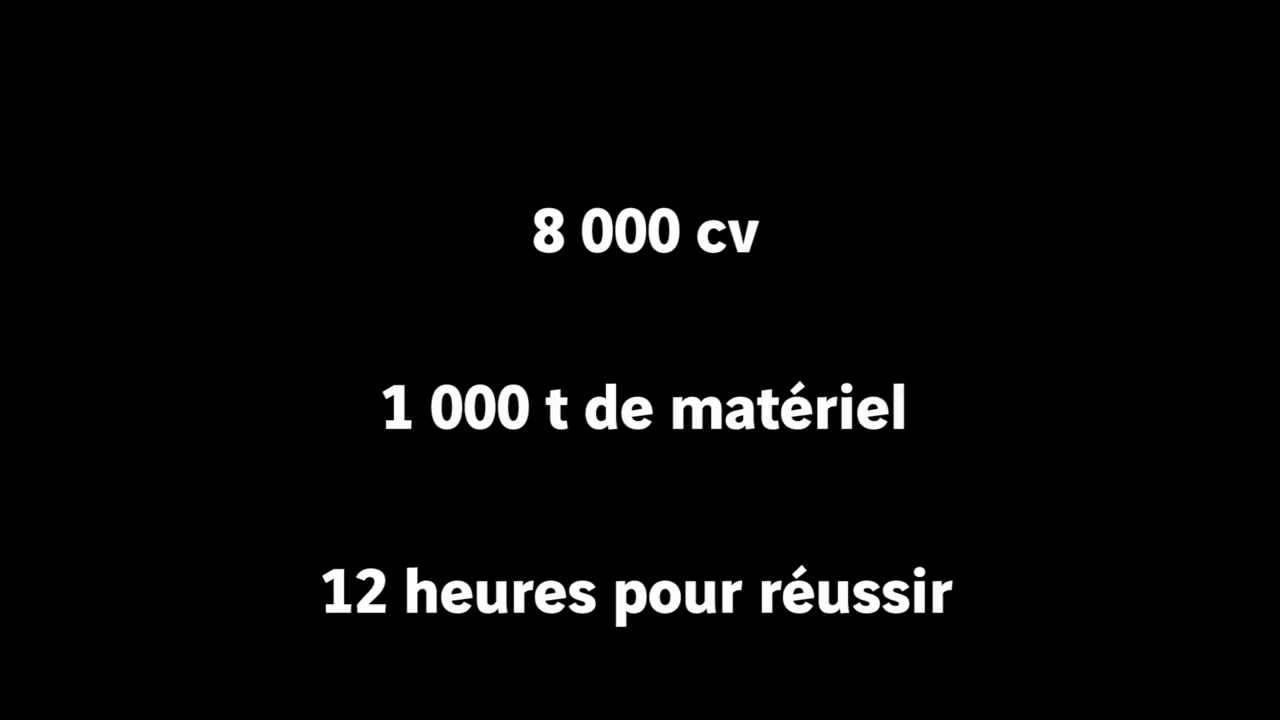 8 000 cv
1 000 t de matériel
12 heures pour réussir